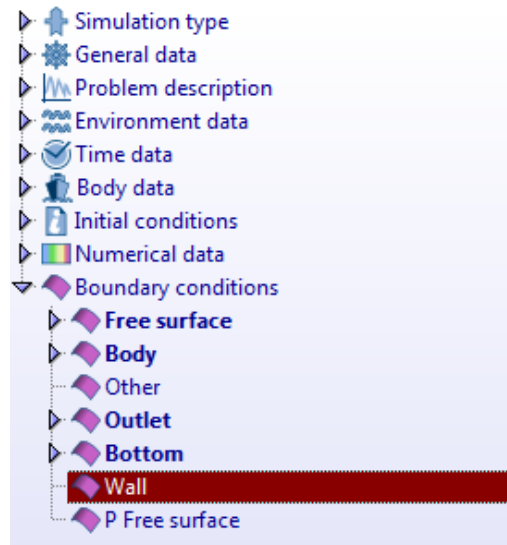 Simulation type
General data
Problem description
Environment data
Time data
Body data
Initial conditions
Numerical data
Boundary conditions
Free surface
Body
Other
Outlet
Bottom
Wall
P Free surface